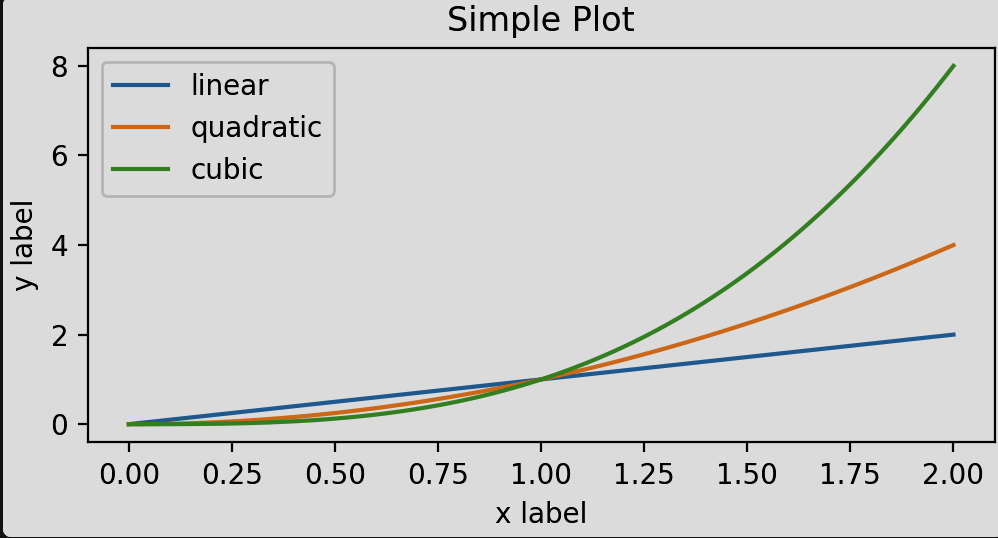 Simple Plot
linear
quadratic
cubic
y label
8
6
4
2
0
0.00 0.25 0.50 0.75 1.00 1.25 1.50 1.75 2.00
x label